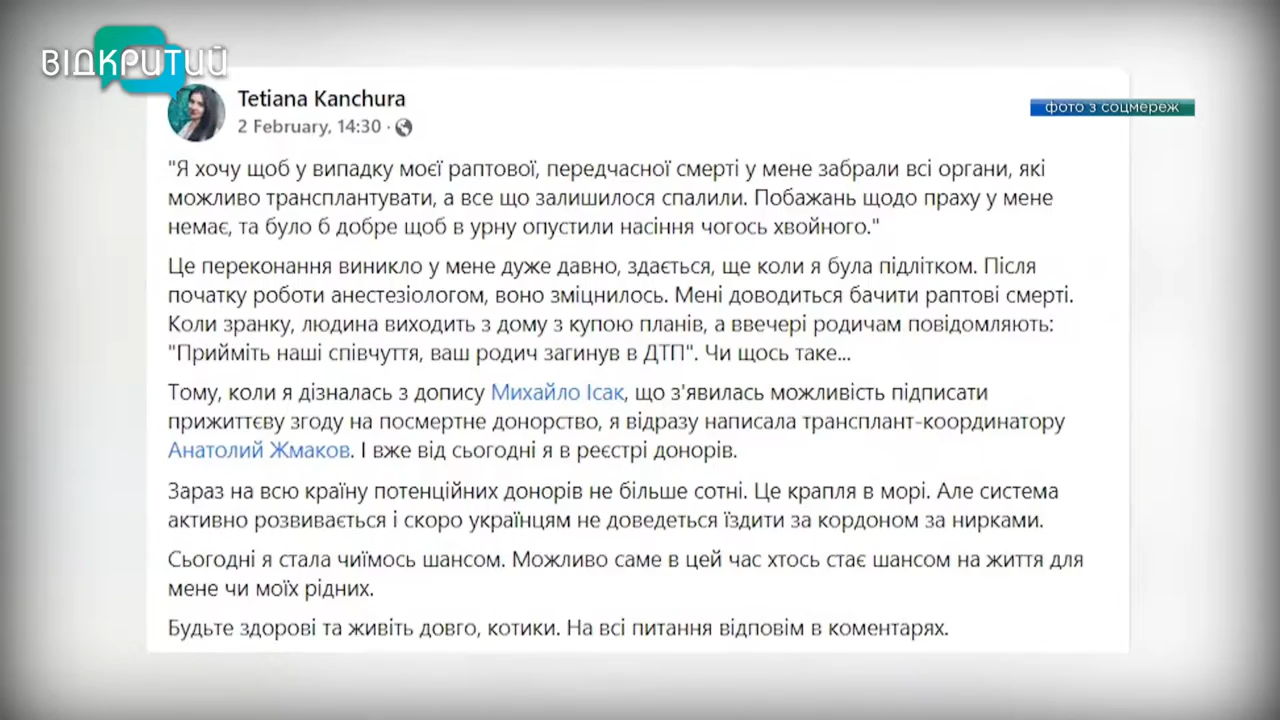 ВІДКРИТИЙ
Tetiana Kanchura
2 February, 14:30 ·
фото з соцмереж
"Я хочу щоб у випадку моєї раптової, передчасної смерті у мене забрали всі органи, які
можливо трансплантувати, а все що залишилося спалили. Побажань щодо праху у мене
немає, та було б добре щоб в урну опустили насіння чогось хвойного."
Це переконання виникло у мене дуже давно, здається, ще коли я була підлітком. Після
початку роботи анестезіологом, воно зміцнилось. Мені доводиться бачити раптові смерті.
Коли зранку, людина виходить з дому з купою планів, а ввечері родичам повідомляють:
"Прийміть наші співчуття, ваш родич загинув в ДТП". Чи щось таке...
Тому, коли я дізналась з допису Михайло Ісак, що з'явилась можливість підписати
прижиттєву згоду на посмертне донорство, я відразу написала трансплант-координатору
Анатолий Жмаков. І вже від сьогодні я в реєстрі донорів.
Зараз на всю країну потенційних донорів не більше сотні. Це крапля в морі. Але система
активно розвивається і скоро українцям не доведеться їздити за кордоном за нирками.
Сьогодні я стала чиїмось шансом. Можливо саме в цей час хтось стає шансом на життя для
мене чи моїх рідних.
Будьте здорові та живіть довго, котики. На всі питання відповім в коментарях.